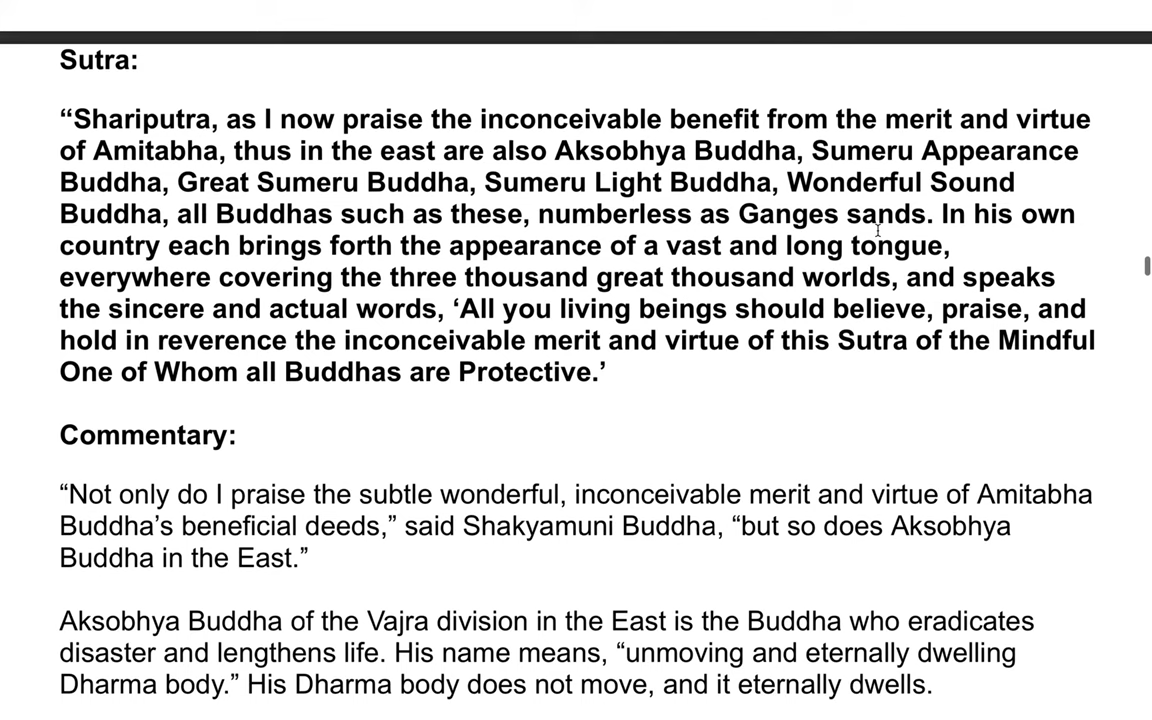 Sutra:
“Shariputra, as I now praise the inconceivable benefit from the merit and virtue
of Amitabha, thus in the east are also Aksobhya Buddha, Sumeru Appearance
Buddha, Great Sumeru Buddha, Sumeru Light Buddha, Wonderful Sound
Buddha, all Buddhas such as these, numberless as Ganges sands. In his own
country each brings forth the appearance of a vast and long tongue,
everywhere covering the three thousand great thousand worlds, and speaks
the sincere and actual words, ‘All you living beings should believe, praise, and
hold in reverence the inconceivable merit and virtue of this Sutra of the Mindful
One of Whom all Buddhas are Protective.’
Commentary:
“Not only do I praise the subtle wonderful, inconceivable merit and virtue of Amitabha
Buddha’s beneficial deeds,” said Shakyamuni Buddha, “but so does Aksobhya
Buddha in the East.”
Aksobhya Buddha of the Vajra division in the East is the Buddha who eradicates
disaster and lengthens life. His name means, “unmoving and eternally dwelling
Dharma body.” His Dharma body does not move, and it eternally dwells.